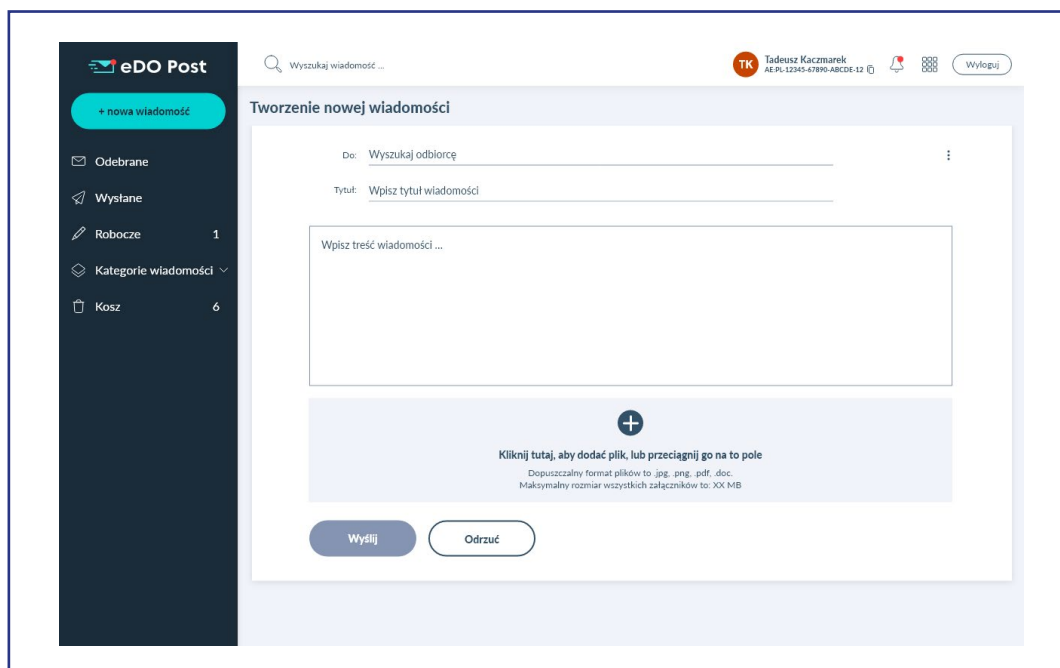 eDO Post
Wyszukaj wiadomość ...
TK
Tadeusz Kaczmarek
AE:PL-12345-67890-ABCDE-12
Wyloguj
+ nowa wiadomość
Odebrane
Wysłane
Robocze 1
Kategorie wiadomości
Kosz 6
Tworzenie nowej wiadomości
Do: Wyszukaj odbiorcę
Tytuł: Wpisz tytuł wiadomości
Wpisz treść wiadomości ...
Kliknij tutaj, aby dodać plik, lub przeciągnij go na to pole
Dopuszczalny format plików to .jpg, .png, .pdf, .doc.
Maksymalny rozmiar wszystkich załączników to: XX MB
Wyślij
Odrzuć